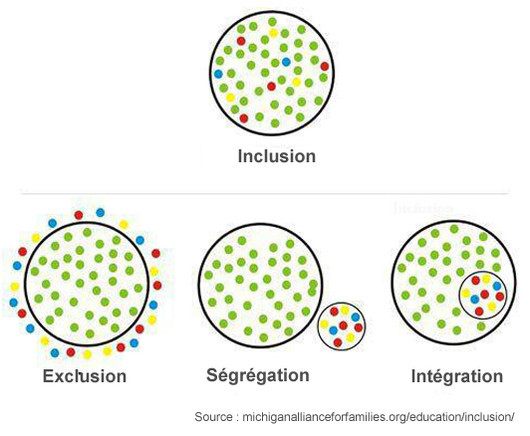 Inclusion
Exclusion
Ségrégation
Intégration
Source : michiganallianceforfamilies.org/education/inclusion/